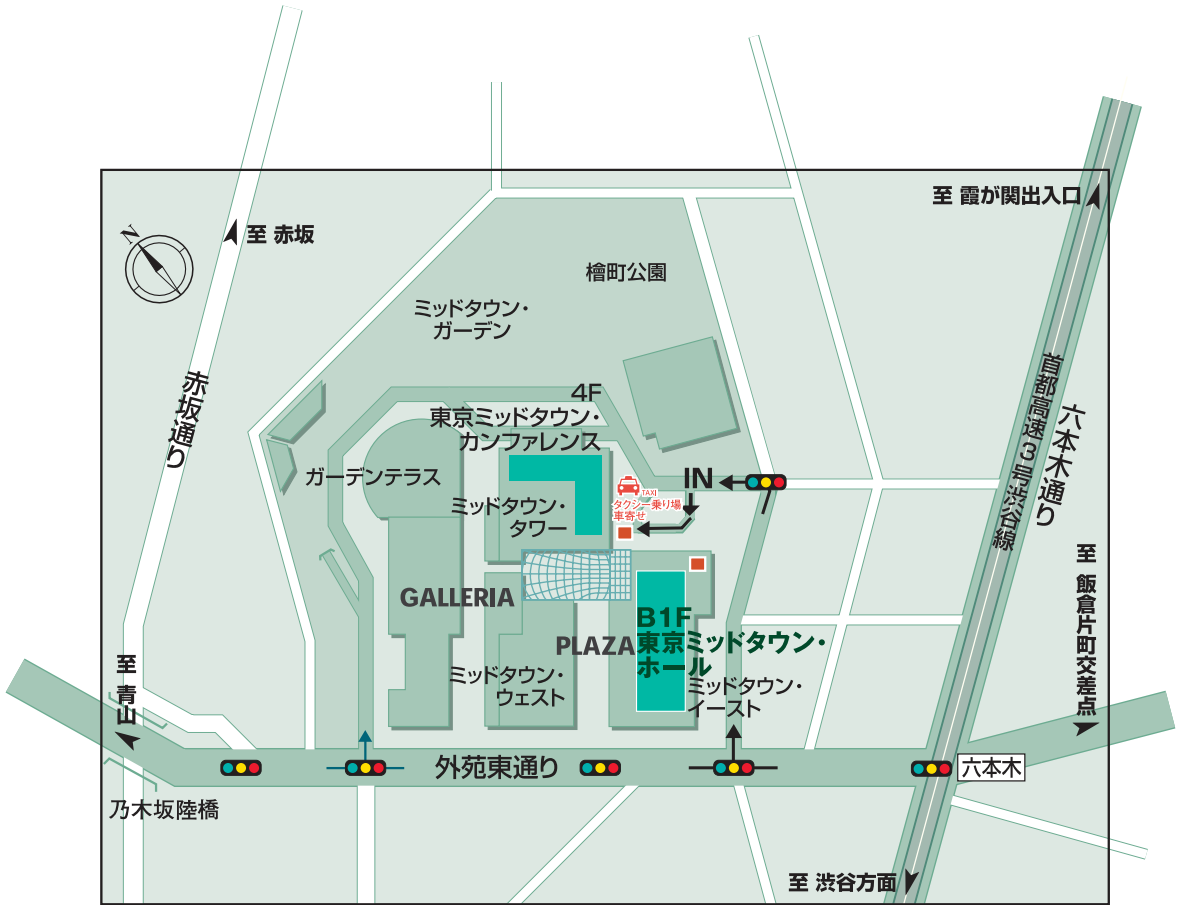 至 霞が関出入口
N
至 赤坂
檜町公園
ミッドタウン・
ガーデン
赤坂通り
首都高速3号渋谷線
六本木通り
4F
東京ミッドタウン・
カンファレンス
ガーデンテラス
IN
TAXI
タクシー乗り場
車寄せ
ミッドタウン・
タワー
至 飯倉片町交差点
GALLERIA
B1F
PLAZA
東京ミッドタウン・
ホール
ミッドタウン・
ウェスト
ミッドタウン・
イースト
至 青山
外苑東通り
六本木
乃木坂陸橋
至 渋谷方面